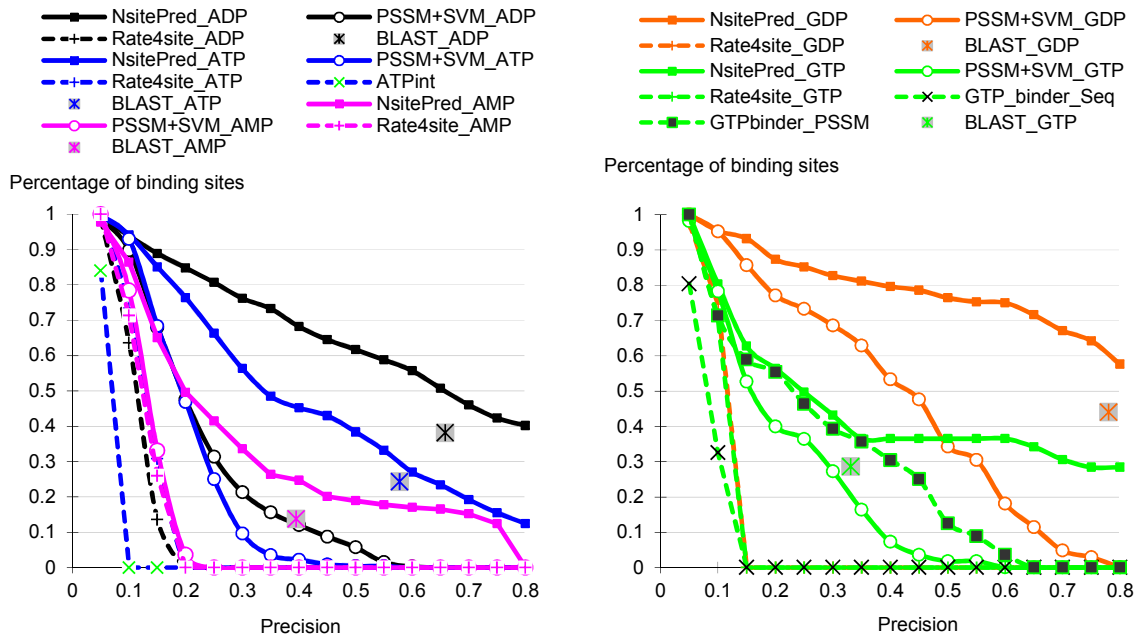 NsitePred_ADP PSSM+SVM_ADP
Rate4site_ADP BLAST_ADP
NsitePred_ATP PSSM+SVM_ATP
Rate4site_ATP ATPint
BLAST_ATP NsitePred_AMP
PSSM+SVM_AMP Rate4site_AMP
BLAST_AMP
Percentage of binding sites
1
0.9
0.8
0.7
0.6
0.5
0.4
0.3
0.2
0.1
0
0 0.1 0.2 0.3 0.4 0.5 0.6 0.7 0.8
Precision
NsitePred_GDP PSSM+SVM_GDP
Rate4site_GDP BLAST_GDP
NsitePred_GTP PSSM+SVM_GTP
Rate4site_GTP GTP_binder_Seq
GTPbinder_PSSM BLAST_GTP
Percentage of binding sites
1
0.9
0.8
0.7
0.6
0.5
0.4
0.3
0.2
0.1
0
0 0.1 0.2 0.3 0.4 0.5 0.6 0.7 0.8
Precision